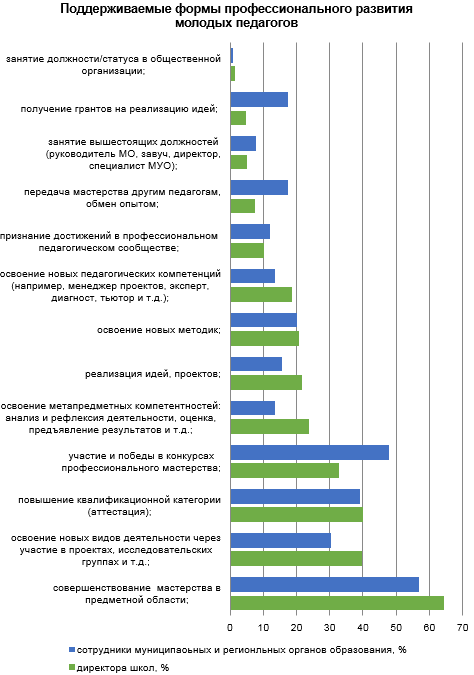 Поддерживаемые формы профессионального развития
молодых педагогов
занятие должности/статуса в общественной
организации;
получение грантов на реализацию идей;
занятие вышестоящих должностей
(руководитель МО, завуч, директор,
специалист МУО);
передача мастерства другим педагогам,
обмен опытом;
признание достижений в профессиональном
педагогическом сообществе;
освоение новых педагогических компетенций
(например, менеджер проектов, эксперт,
диагност, тьютор и т.д.);
освоение новых методик;
реализация идей, проектов;
освоение метапредметных компетентностей:
анализ и рефлексия деятельности, оценка,
предъявление результатов и т.д.;
участие и победы в конкурсах
профессионального мастерства;
повышение квалификационной категории
(аттестация);
освоение новых видов деятельности через
участие в проектах, исследовательских
группах и т.д.;
совершенствование мастерства в
предметной области;
0 10 20 30 40 50 60 70
сотрудники муниципаоьных и регионльных органов образования, %
директора школ, %